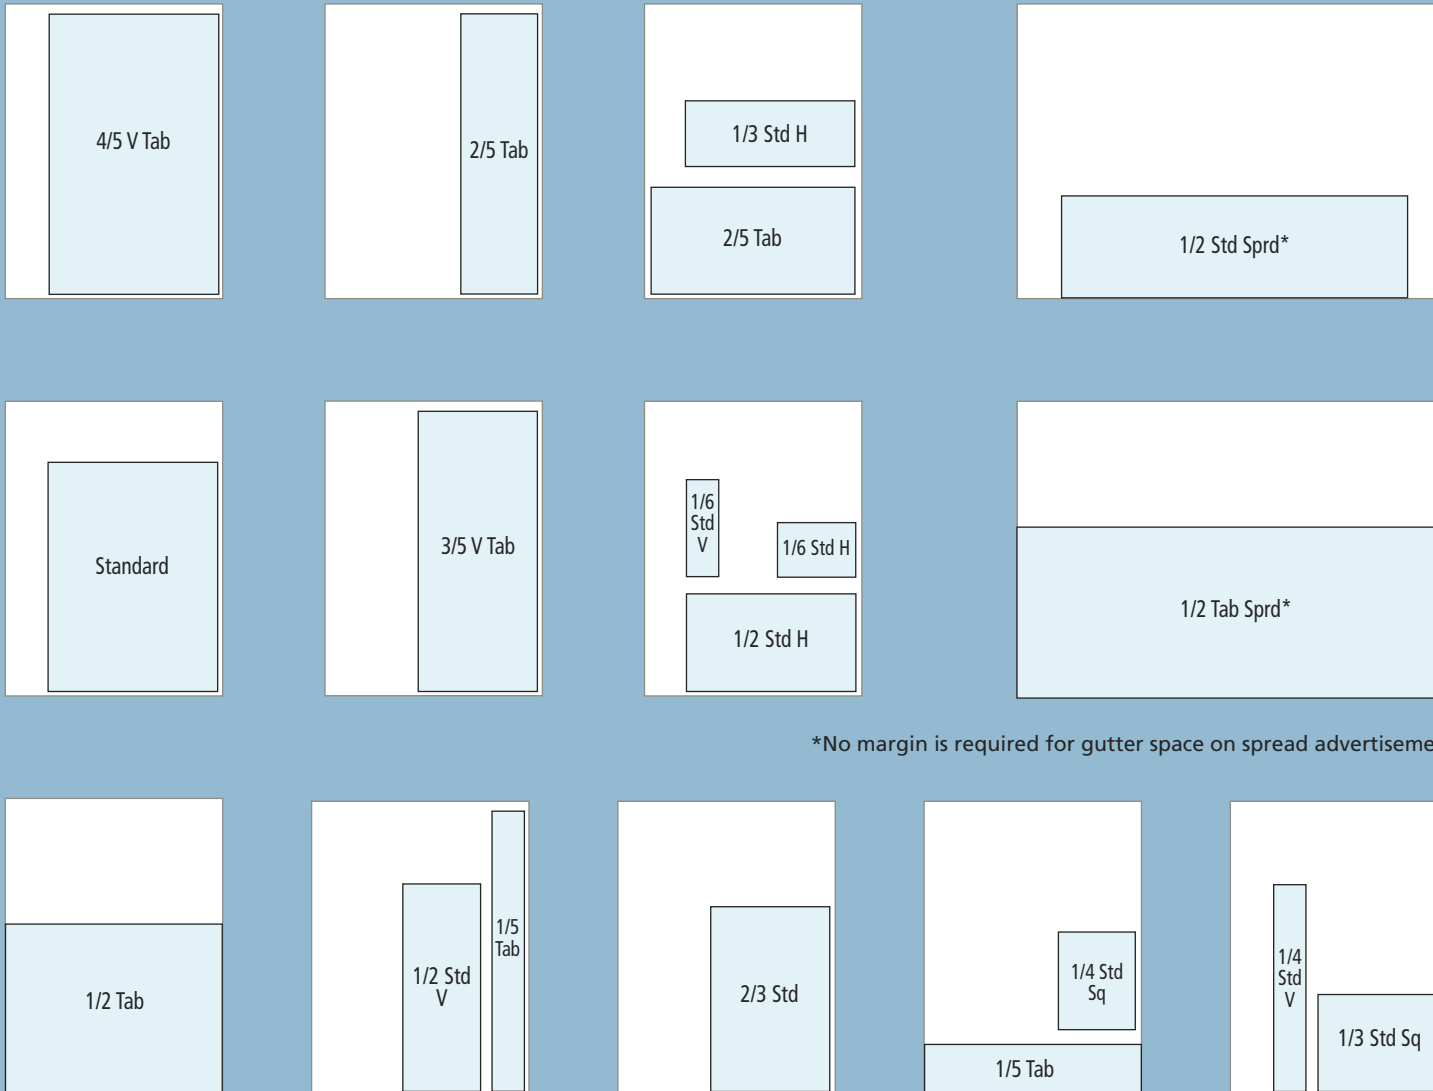 4/5 V Tab
2/5 Tab
1/3 Std H
2/5 Tab
1/2 Std Sprd*
Standard
3/5 V Tab
1/6
Std
V
1/6 Std H
1/2 Std H
1/2 Tab Sprd*
*No margin is required for gutter space on spread advertiseme
1/2 Tab
1/2 Std
V
1/5
Tab
2/3 Std
1/4 Std
Sq
1/5 Tab
1/4
Std
V
1/3 Std Sq